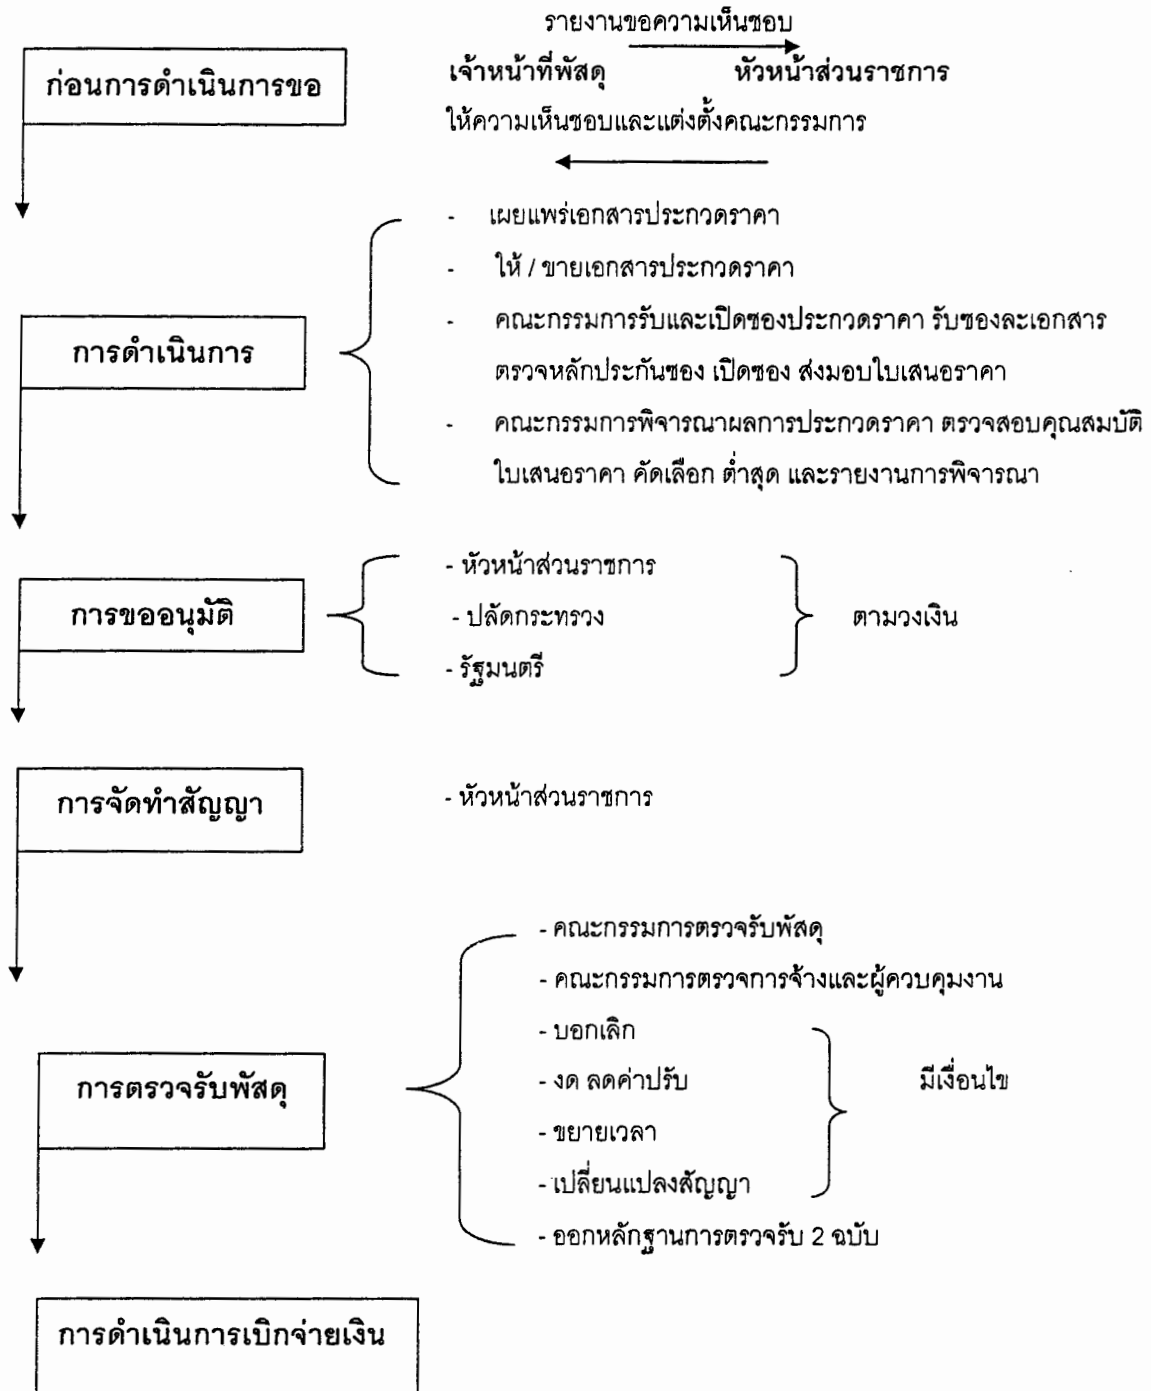 รายงานขอความเห็นชอบ
ก่อนการดำเนินการขอ
เจ้าหน้าที่พัสดุ หัวหน้าส่วนราชการ
ให้ความเห็นชอบและแต่งตั้งคณะกรรมการ
- เผยแพร่เอกสารประกวดราคา
- ให้ / ขายเอกสารประกวดราคา
การดำเนินการ
- คณะกรรมการรับและเปิดซองประกวดราคา รับซองละเอกสาร
ตรวจหลักประกันซอง เปิดซอง ส่งมอบใบเสนอราคา
- คณะกรรมการพิจารณาผลการประกวดราคา ตรวจสอบคุณสมบัติ
ใบเสนอราคา คัดเลือก ต่ำสุด และรายงานการพิจารณา
การขออนุมัติ
- หัวหน้าส่วนราชการ
- ปลัดกระทรวง
- รัฐมนตรี
ตามวงเงิน
การจัดทำสัญญา
- หัวหน้าส่วนราชการ
การตรวจรับพัสดุ
- คณะกรรมการตรวจรับพัสดุ
- คณะกรรมการตรวจการจ้างและผู้ควบคุมงาน
- บอกเลิก
- งด ลดค่าปรับ
- ขยายเวลา
- เปลี่ยนแปลงสัญญา
มีเงื่อนไข
- ออกหลักฐานการตรวจรับ 2 ฉบับ
การดำเนินการเบิกจ่ายเงิน